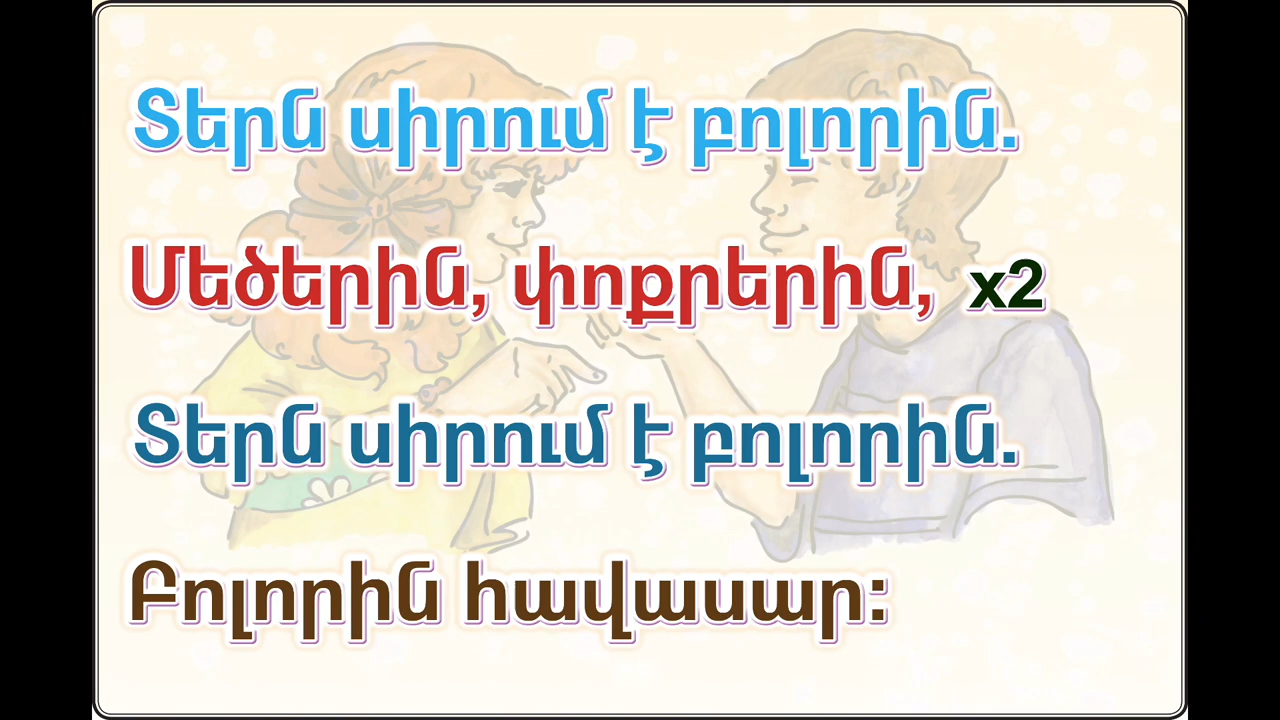 Տերն սիրում է բոլորին.
Մեծերին, փոքրերին, x2
Տերն սիրում է բոլորին.
Բոլորին հավասար: